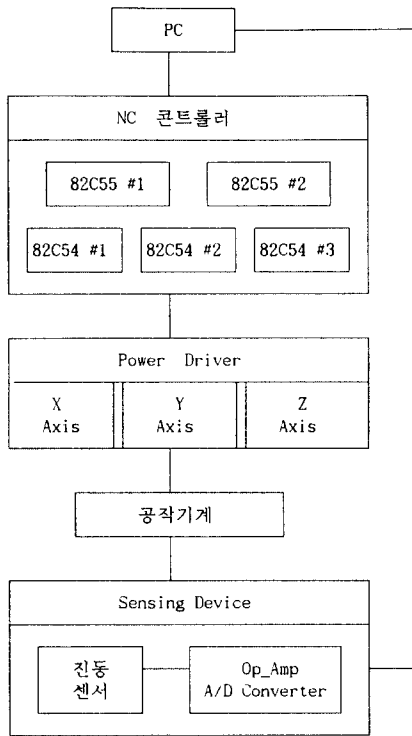 PC
NC 콘트롤러
82C55 #1
82C55 #2
82C54 #1
82C54 #2
82C54 #3
Power Driver
X
Axis
Y
Axis
Z
Axis
공작기계
Sensing Device
진동
센서
Op_Amp
A/D Converter